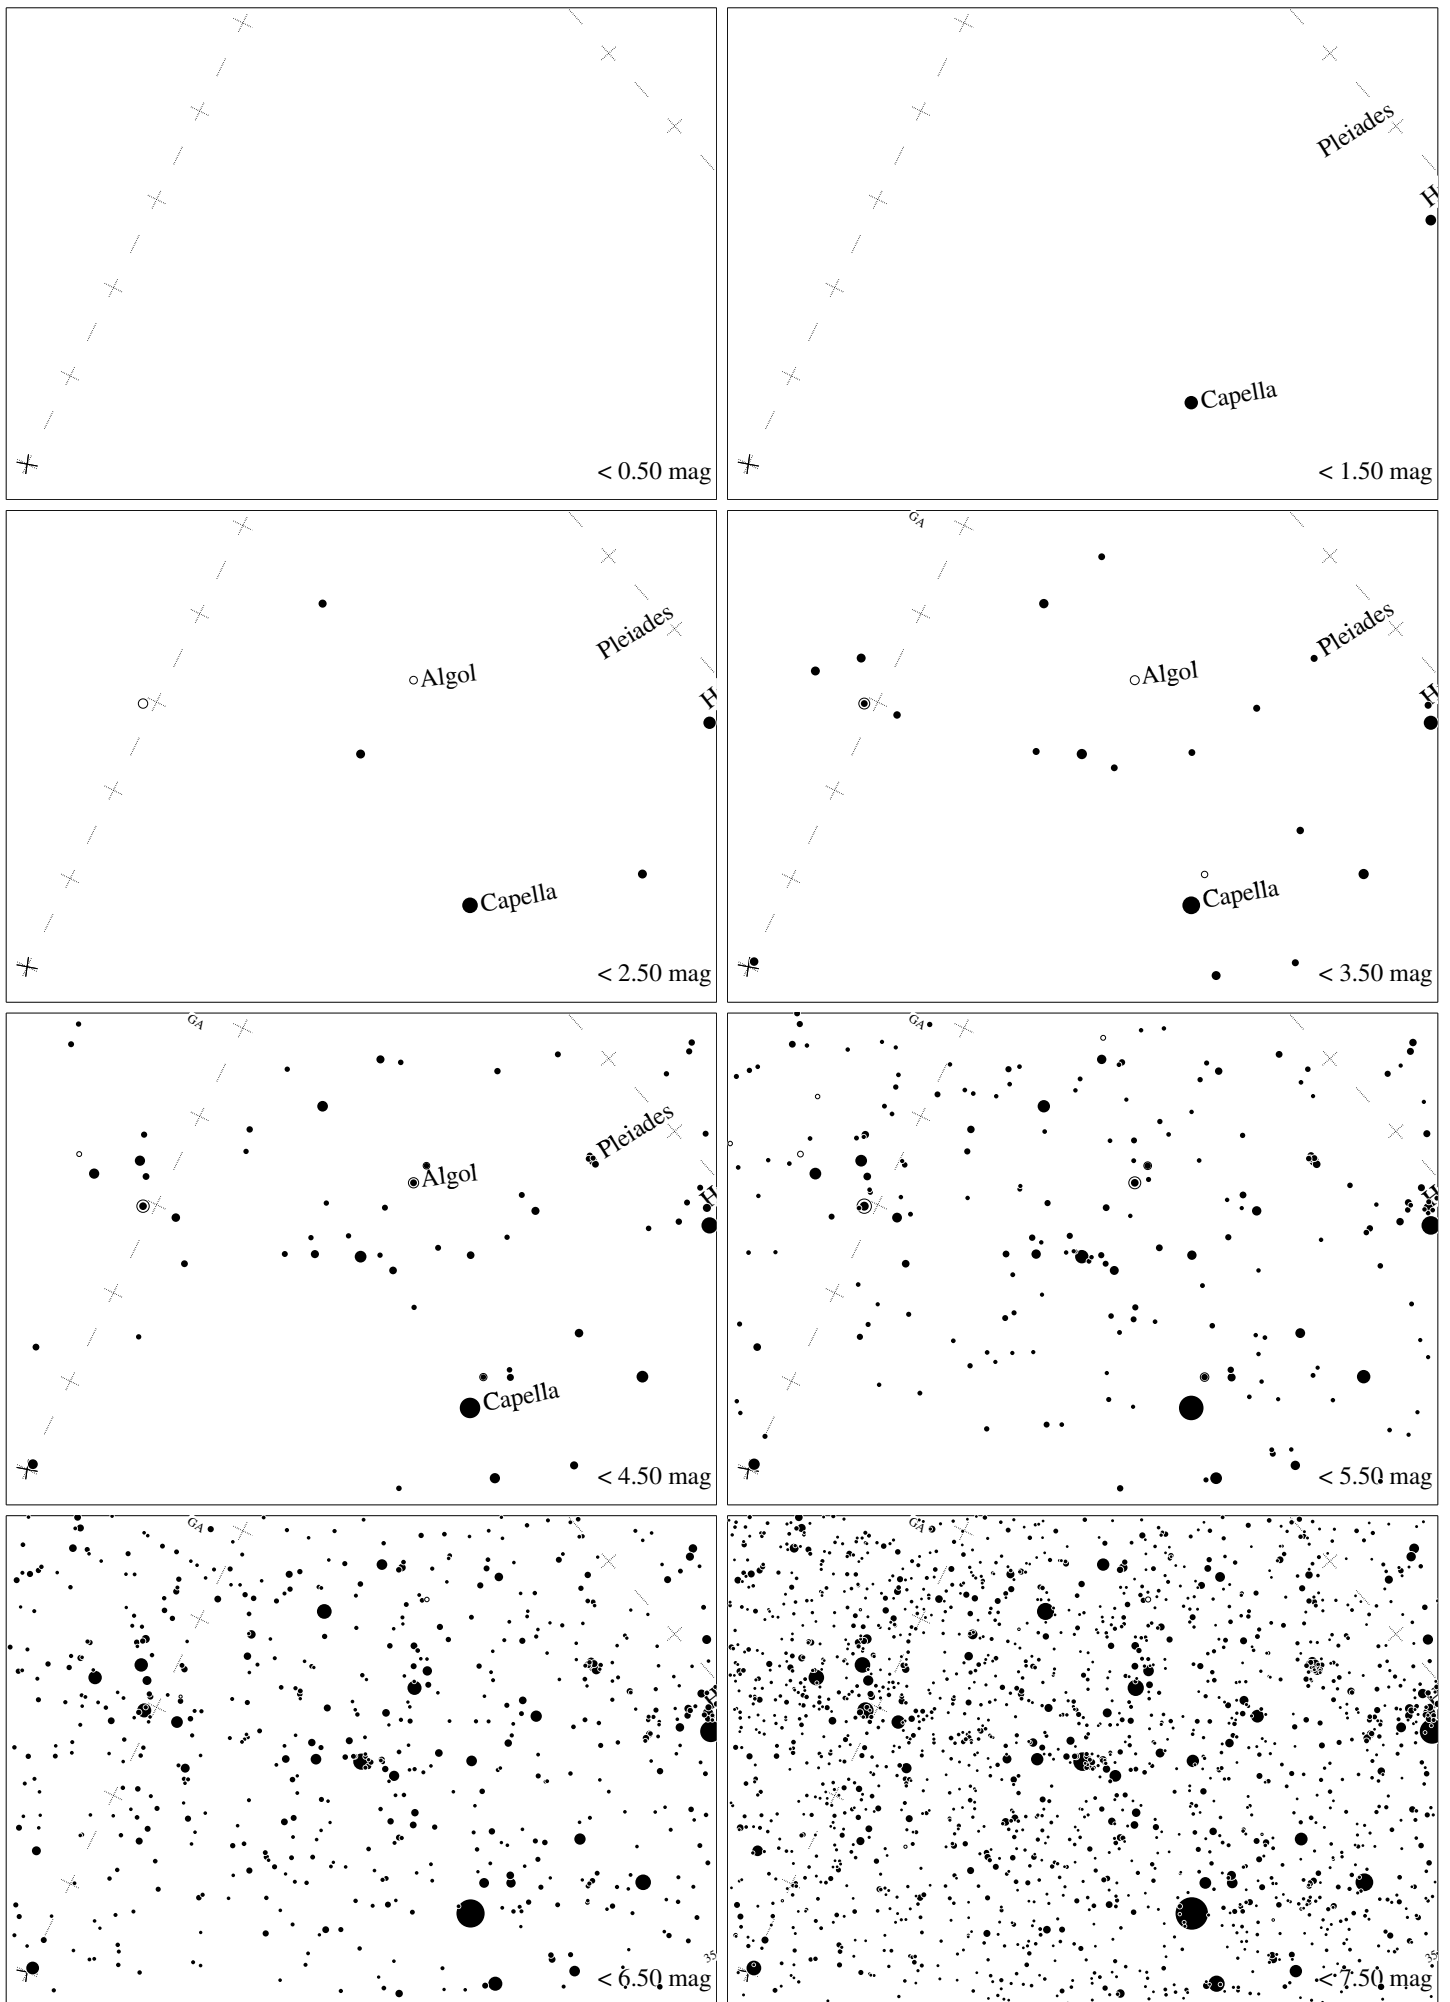 < 0.50 mag
Pleiades
H
Capella
< 1.50 mag
Algol
Pleiades
H
Capella
< 2.50 mag
GA
Pleiades
Algol
H
Capella
< 3.50 mag
GA
Pleiades
Algol
H
Capella
< 4.50 mag
GA
H
< 5.50 mag
GA
H
35
< 6.50 mag
GA
35
< 7.50 mag